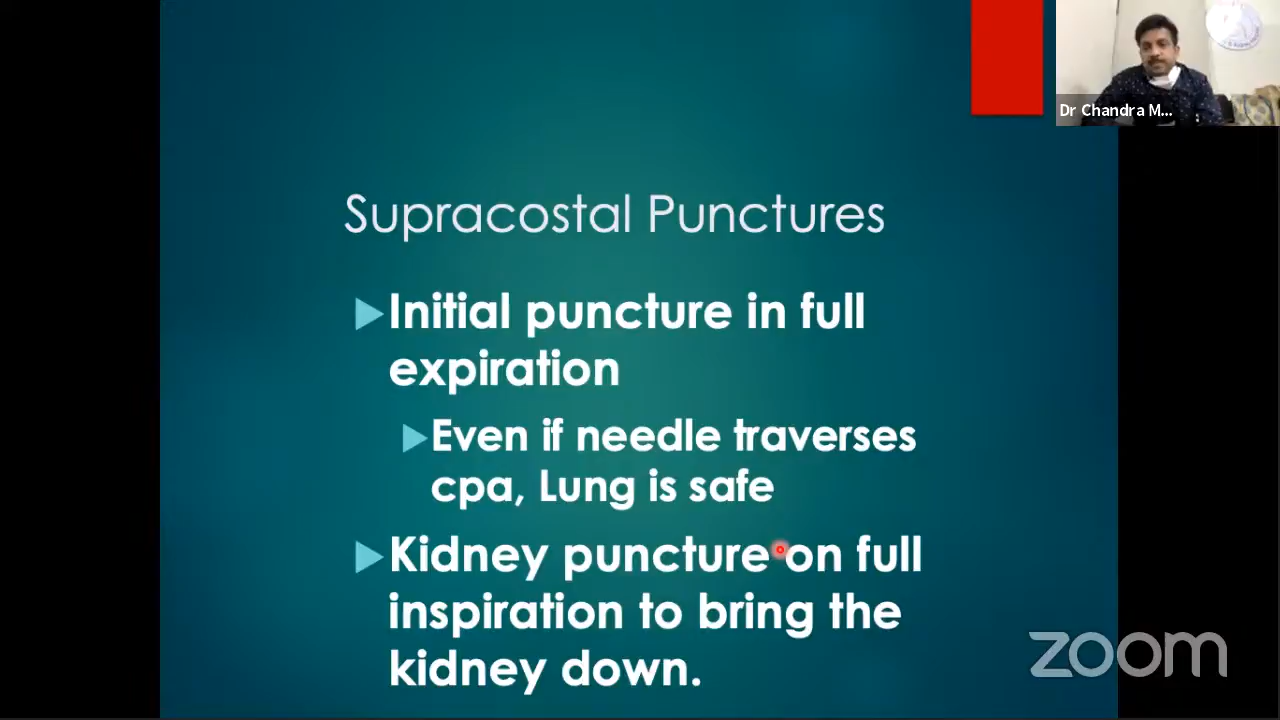 Dr Chandra M...
Supracostal Punctures
Initial puncture in full
expiration
Even if needle traverses
cpa, Lung is safe
Kidney puncture on full
inspiration to bring the
kidney down.
zoom